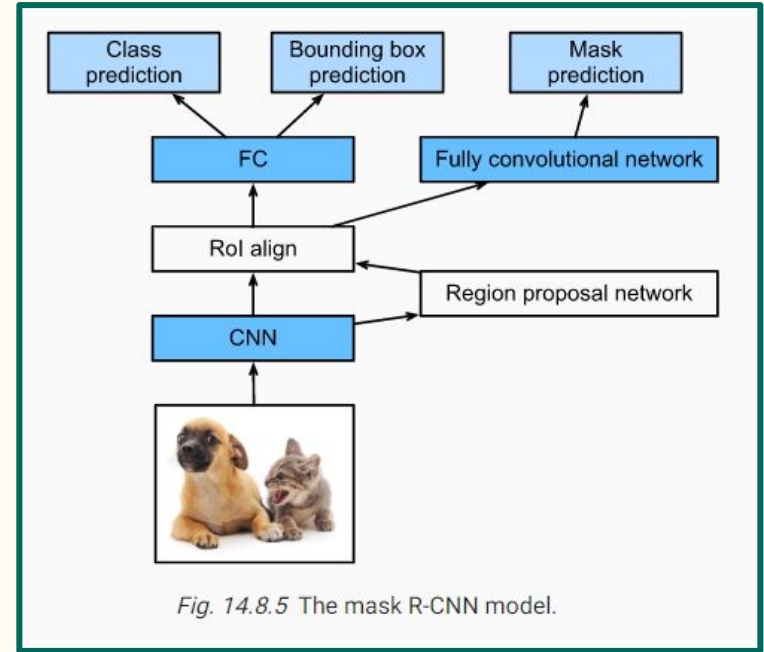 Class
prediction
Bounding box
prediction
Mask
prediction
FC
Fully convolutional network
RoI align
Region proposal network
CNN
Fig. 14.8.5 The mask R-CNN model.